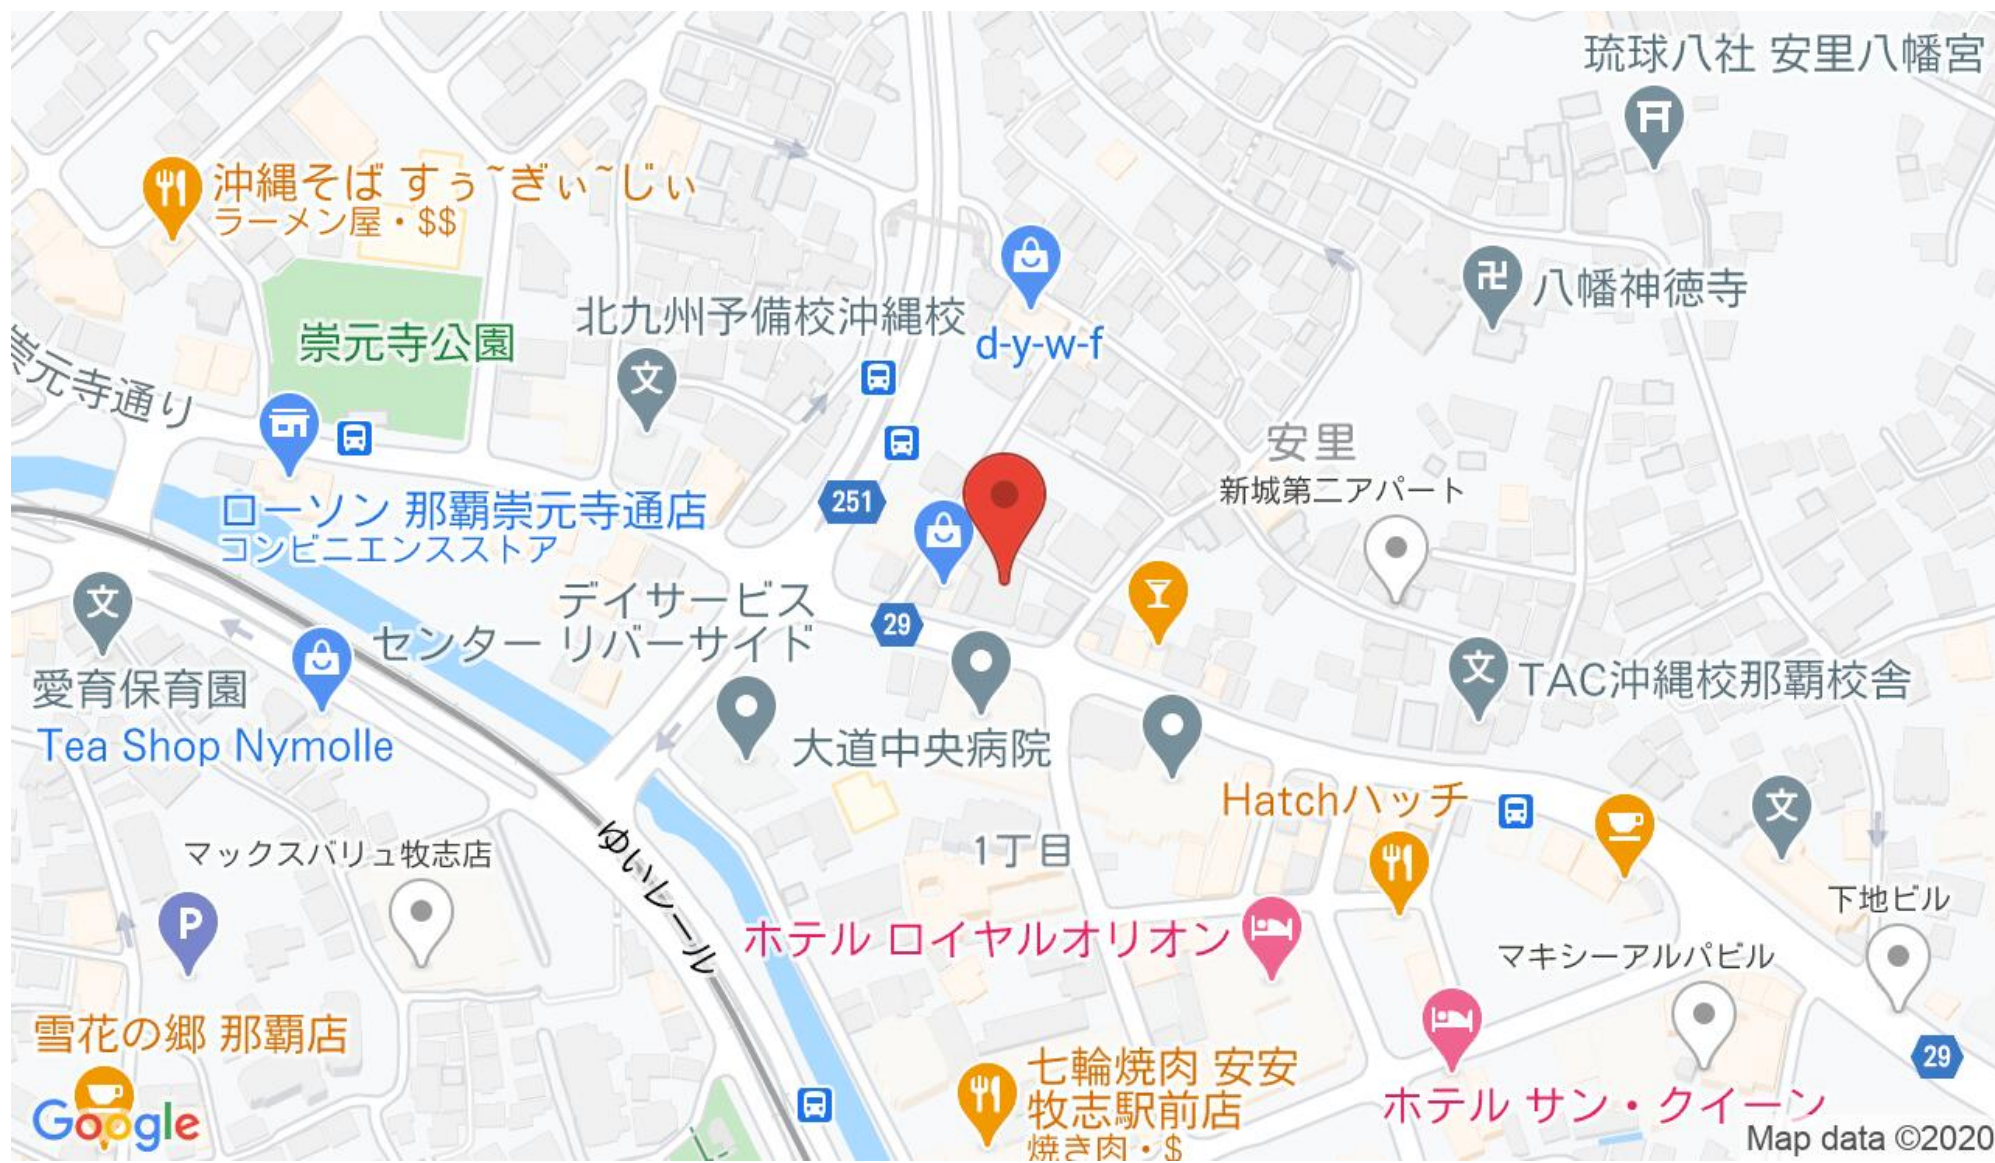 琉球八社 安里八幡宮
沖縄そば すぅ~ぎぃ~じぃ
ラーメン屋・$$
八幡神徳寺
北九州予備校沖縄校
崇元寺公園
d-y-w-f
崇元寺通り
安里
新城第二アパート
251
ローソン 那覇崇元寺通店
コンビニエンスストア
デイサービス
センター リバーサイド
29
愛育保育園
TAC沖縄校那覇校舎
Tea Shop Nymolle
大道中央病院
Hatchハッチ
マックスバリュ牧志店
ゆいレール
1丁目
P
下地ビル
ホテル ロイヤルオリオン
マキシーアルパビル
雪花の郷 那覇店
29
七輪焼肉 安安
牧志駅前店
焼き肉・$
ホテル サン・クイーン
Google
Map data ©2020
文
文
文
文